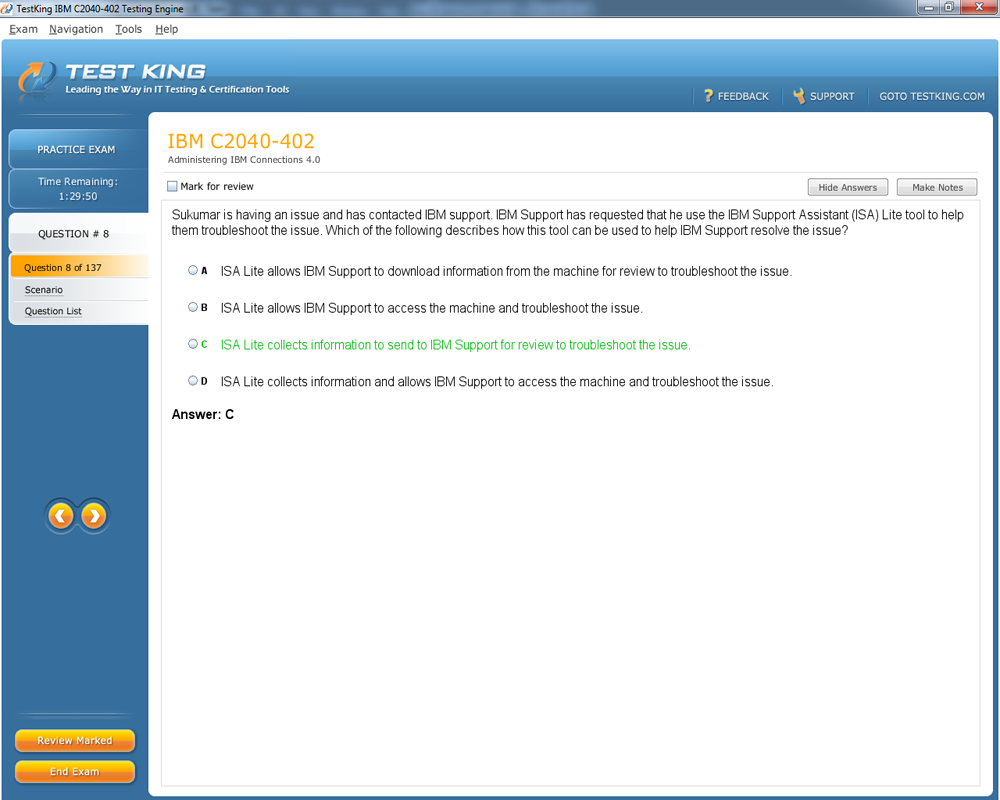 TestKing IBM C2040-402 Testing Engine
Exam Navigation Tools Help
TEST KING
Leading the Way in IT Testing & Certification Tools
? FEEDBACK SUPPORT GOTO TESTKING.COM
PRACTICE EXAM
Time Remaining:
1:29:50
QUESTION # 8
Question 8 of 137
Scenario
Question List
IBM C2040-402
Administering IBM Connections 4.0
Mark for review
Hide Answers Make Notes
Sukumar is having an issue and has contacted IBM support. IBM Support has requested that he use the IBM Support Assistant (ISA) Lite tool to help
them troubleshoot the issue. Which of the following describes how this tool can be used to help IBM Support resolve the issue?
A ISA Lite allows IBM Support to download information from the machine for review to troubleshoot the issue.
B ISA Lite allows IBM Support to access the machine and troubleshoot the issue.
C ISA Lite collects information to send to IBM Support for review to troubleshoot the issue.
D ISA Lite collects information and allows IBM Support to access the machine and troubleshoot the issue.
Answer: C
Review Marked
End Exam